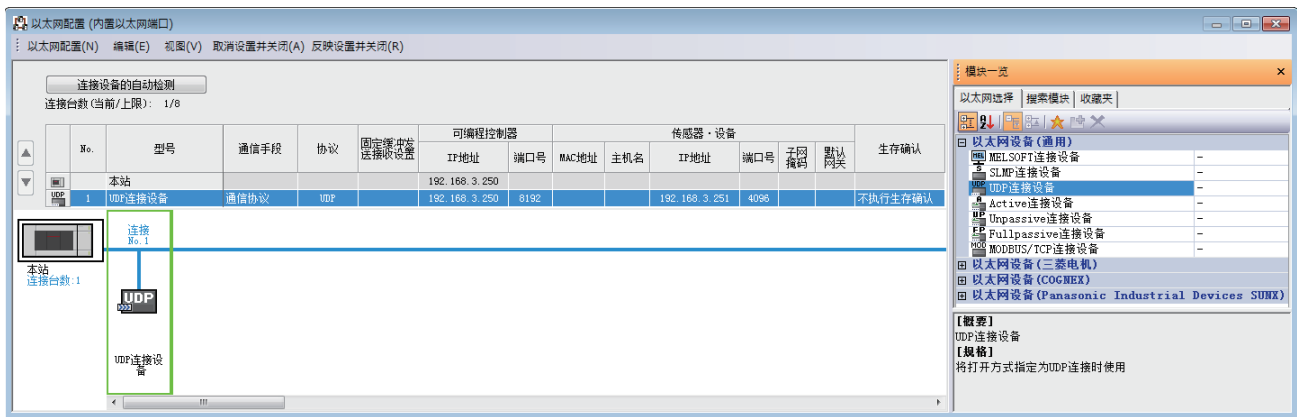 以太网配置 (内置以太网端口)
以太网配置(N) 编辑(E) 视图(V) 取消设置并关闭(A) 反映设置并关闭(R)
连接设备的自动检测
连接台数(当前/上限): 1/8
No. 型号 通信手段 协议 固定缓冲发送接收设置 可编程控制器 传感器・设备 生存确认
IP地址 端口号 MAC地址 主机名 IP地址 端口号 子网掩码 默认网关
本站 192.168.3.250
UDP 1 UDP连接设备 通信协议 UDP 192.168.3.250 8192 192.168.3.251 4096 不执行生存确认
连接
No.1
本站
连接台数:1
UDP
UDP连接设
备
模块一览
以太网选择 搜索模块 收藏夹
以太网设备(通用)
MELSOFT连接设备 -
SLMP连接设备 -
UDP连接设备 -
Active连接设备 -
Unpassive连接设备 -
Fullpassive连接设备 -
MODBUS/TCP连接设备 -
以太网设备(三菱电机)
以太网设备(COGNEX)
以太网设备(Panasonic Industrial Devices SUNX)
[概要]
UDP连接设备
[规格]
将打开方式指定为UDP连接时使用